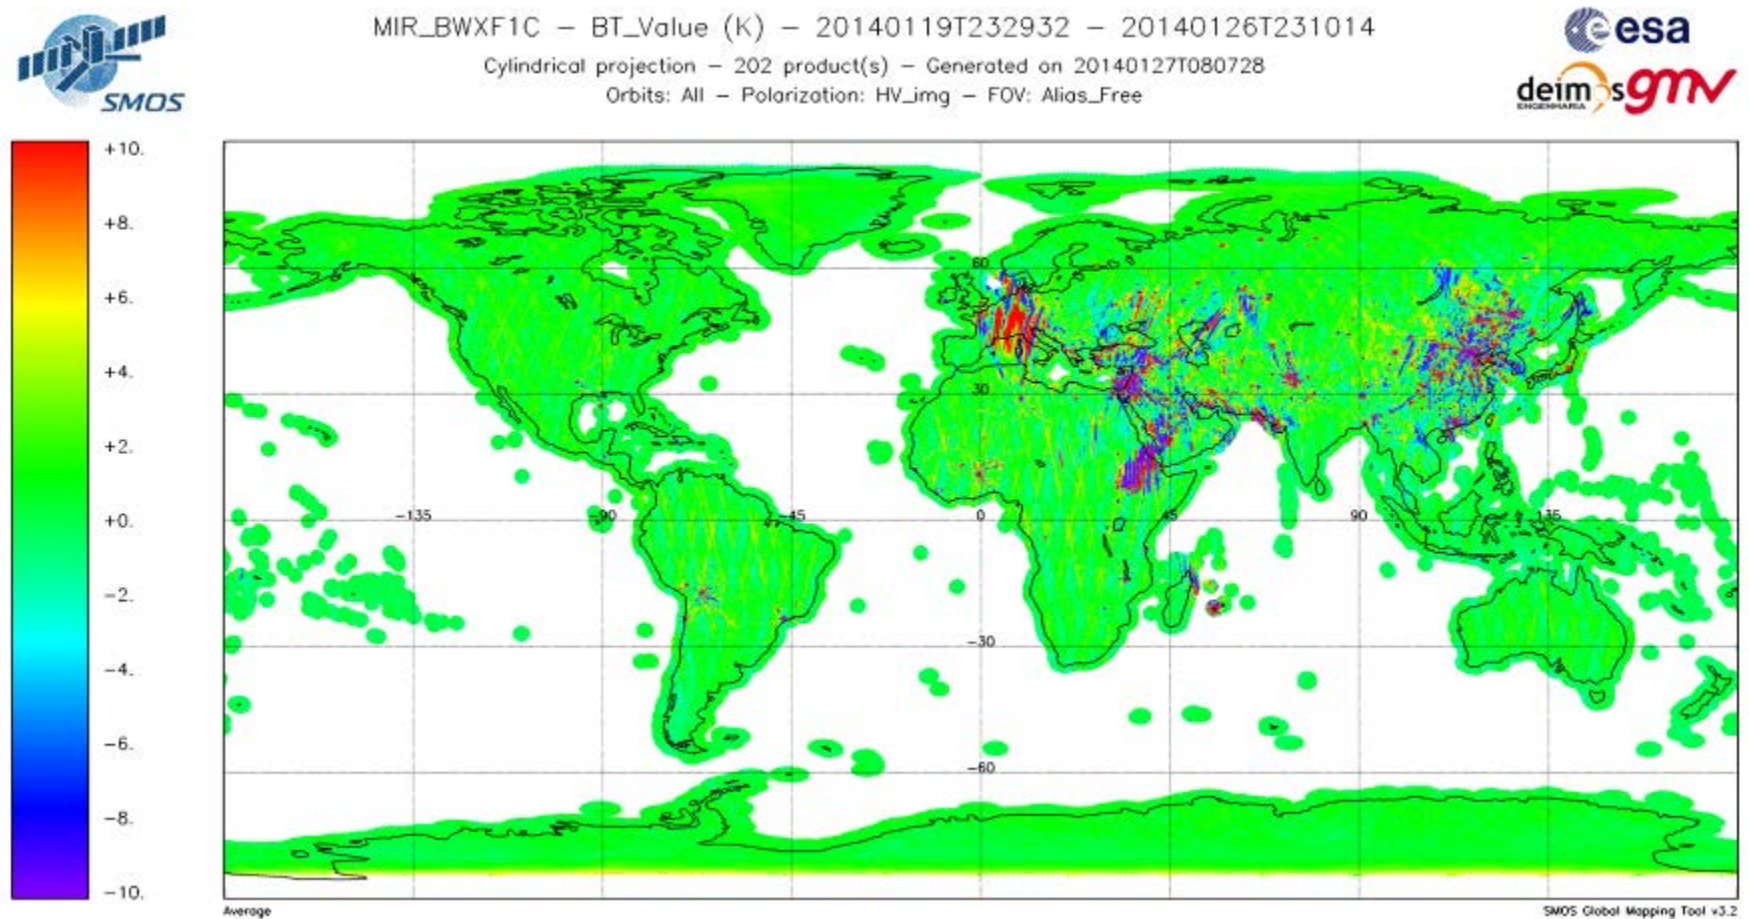 MIR_BWXF1C – BT_Value (K) – 20140119T232932 – 20140126T231014
Cylindrical projection – 202 product(s) – Generated on 20140127T080728
Orbits: All – Polarization: HV_img – FOV: Alias_Free
SMOS
esa
deimos
ENGENHARIA
gmv
+10.
+8.
+6.
+4.
+2.
+0.
−2.
−4.
−6.
−8.
−10.
60
30
−135
−90
−45
0
45
90
135
−30
−60
Average
SMOS Global Mapping Tool v3.2